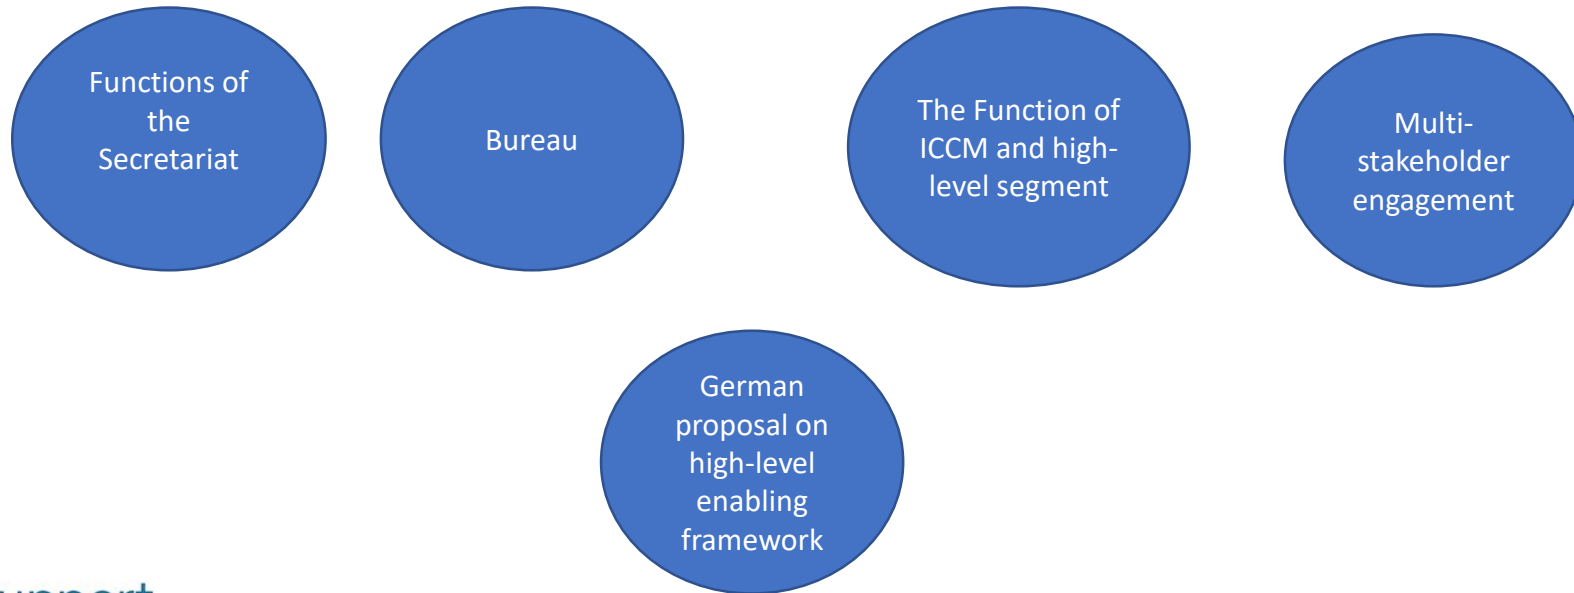 Functions of
the
Secretariat
Bureau
The Function of
ICCM and high-
level segment
Multi-
stakeholder
engagement
German
proposal on
high-level
enabling
framework